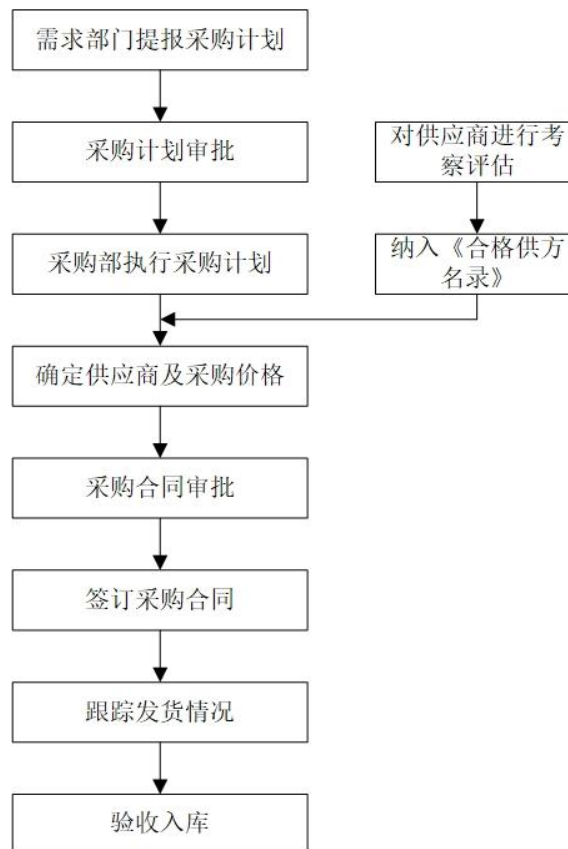 需求部门提报采购计划
采购计划审批
对供应商进行考
察评估
采购部执行采购计划
纳入《合格供方
名录》
确定供应商及采购价格
采购合同审批
签订采购合同
跟踪发货情况
验收入库